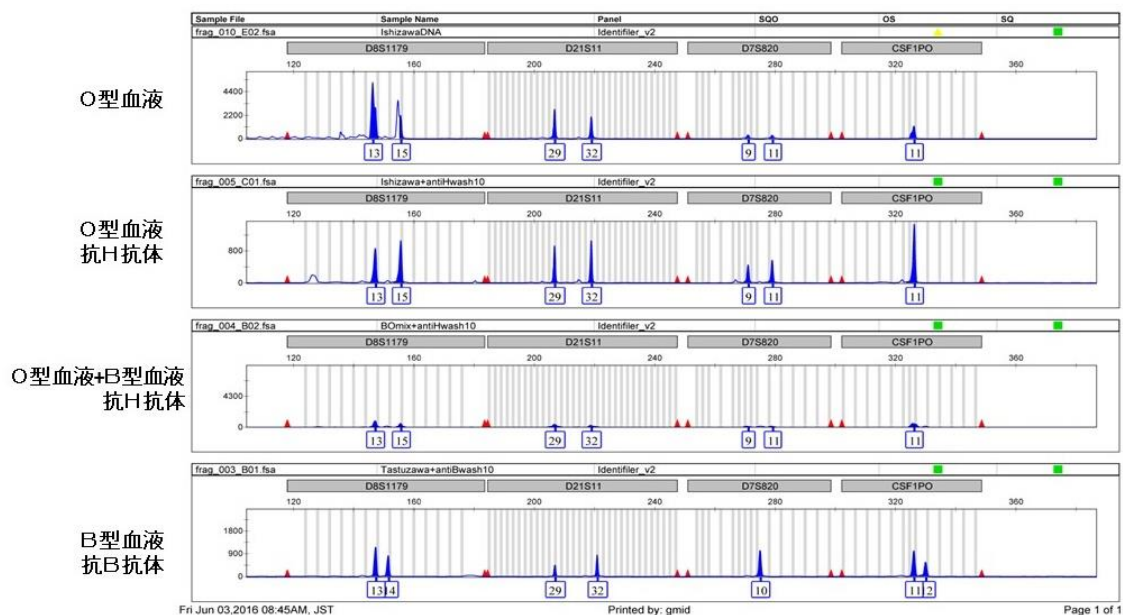 Sample File Sample Name Panel SQO OS SQ
frag_010_E02.fsa IshizawaDNA Identifiler_v2
D8S1179 D21S11 D7S820 CSF1PO
120 160 200 240 280 320 360
O型血液
4400
2200
0
13 15 29 32 9 11 11
frag_005_C01.fsa Ishizawa+antiHwash10 Identifiler_v2
D8S1179 D21S11 D7S820 CSF1PO
120 160 200 240 280 320 360
O型血液
抗H抗体
800
0
13 15 29 32 9 11 11
frag_004_B02.fsa BOmix+antiHwash10 Identifiler_v2
D8S1179 D21S11 D7S820 CSF1PO
120 160 200 240 280 320 360
O型血液+B型血液
抗H抗体
4300
0
13 15 29 32 9 11 11
frag_003_B01.fsa Tastuzawa+antiBwash10 Identifiler_v2
D8S1179 D21S11 D7S820 CSF1PO
120 160 200 240 280 320 360
B型血液
抗B抗体
1800
900
0
13 14 29 32 10 11 12
Fri Jun 03,2016 08:45AM, JST Printed by: gmid Page 1 of 1